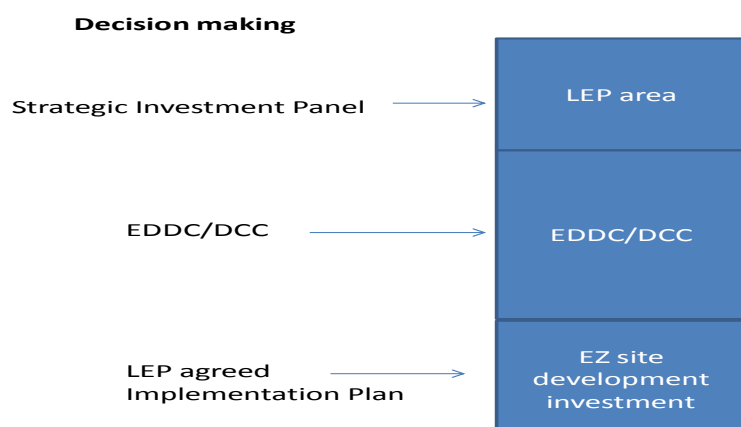 Decision making
Strategic Investment Panel
LEP area
EDDC/DCC
EDDC/DCC
LEP agreed
Implementation Plan
EZ site
development
investment